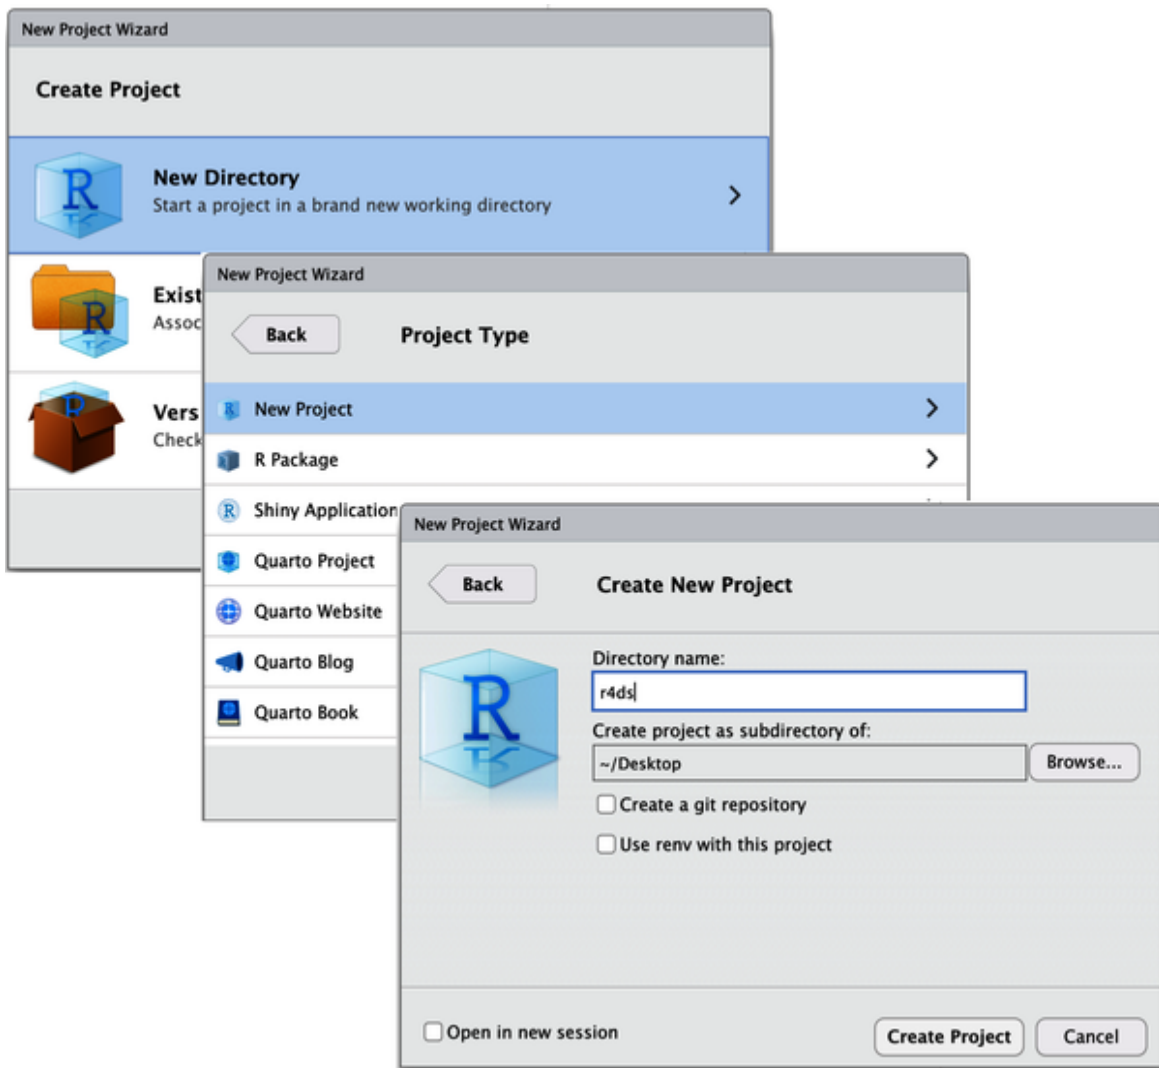 New Project Wizard
Create Project
New Directory
Start a project in a brand new working directory
Exist
Assoc
Vers
Check
New Project Wizard
Back
Project Type
New Project
R Package
Shiny Application
Quarto Project
Quarto Website
Quarto Blog
Quarto Book
New Project Wizard
Back
Create New Project
Directory name:
r4ds
Create project as subdirectory of:
~/Desktop
Browse...
Create a git repository
Use renv with this project
Open in new session
Create Project
Cancel